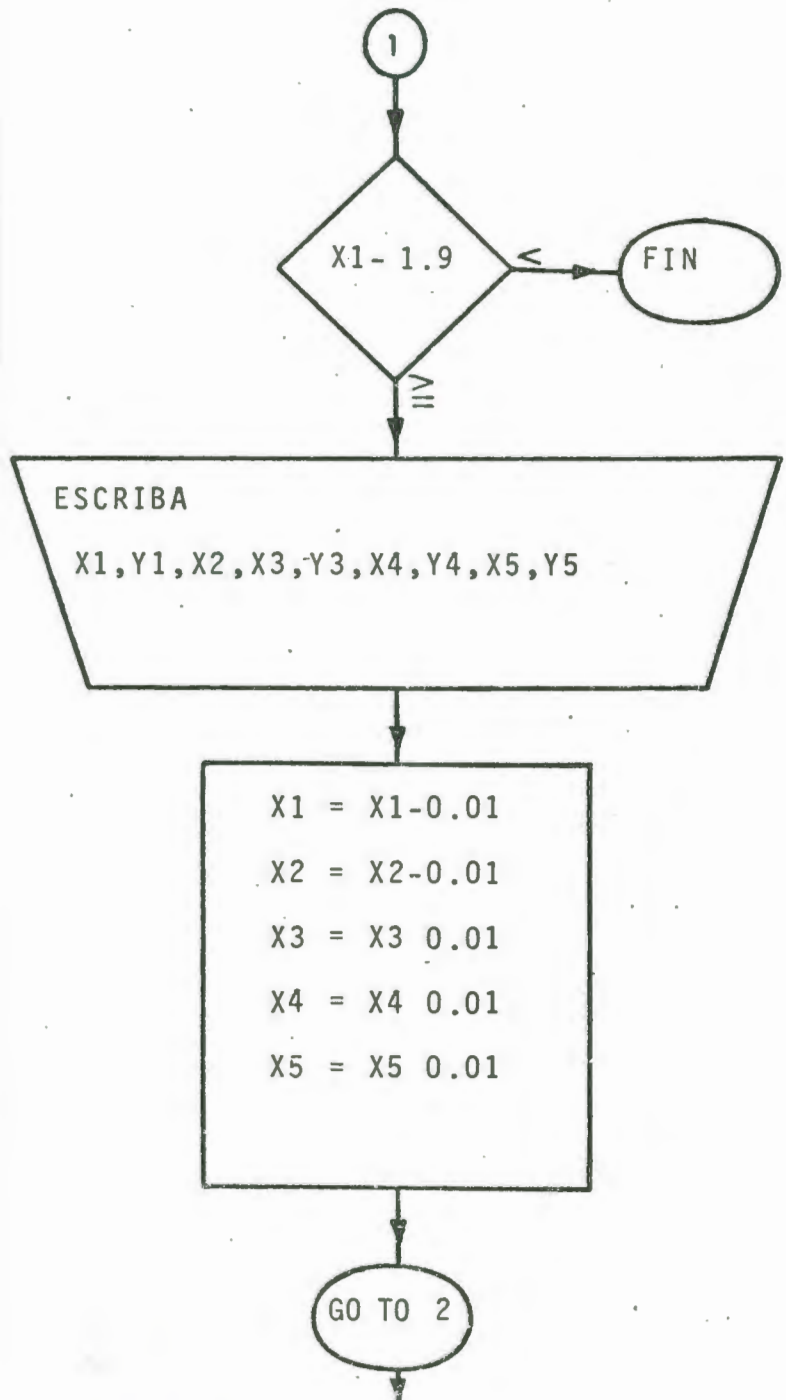 1
X1- 1.9
<
FIN
≧
ESCRIBA
X1,Y1,X2,X3,Y3,X4,Y4,X5,Y5
X1 = X1-0.01
X2 = X2-0.01
X3 = X3 0.01
X4 = X4 0.01
X5 = X5 0.01
GO TO 2